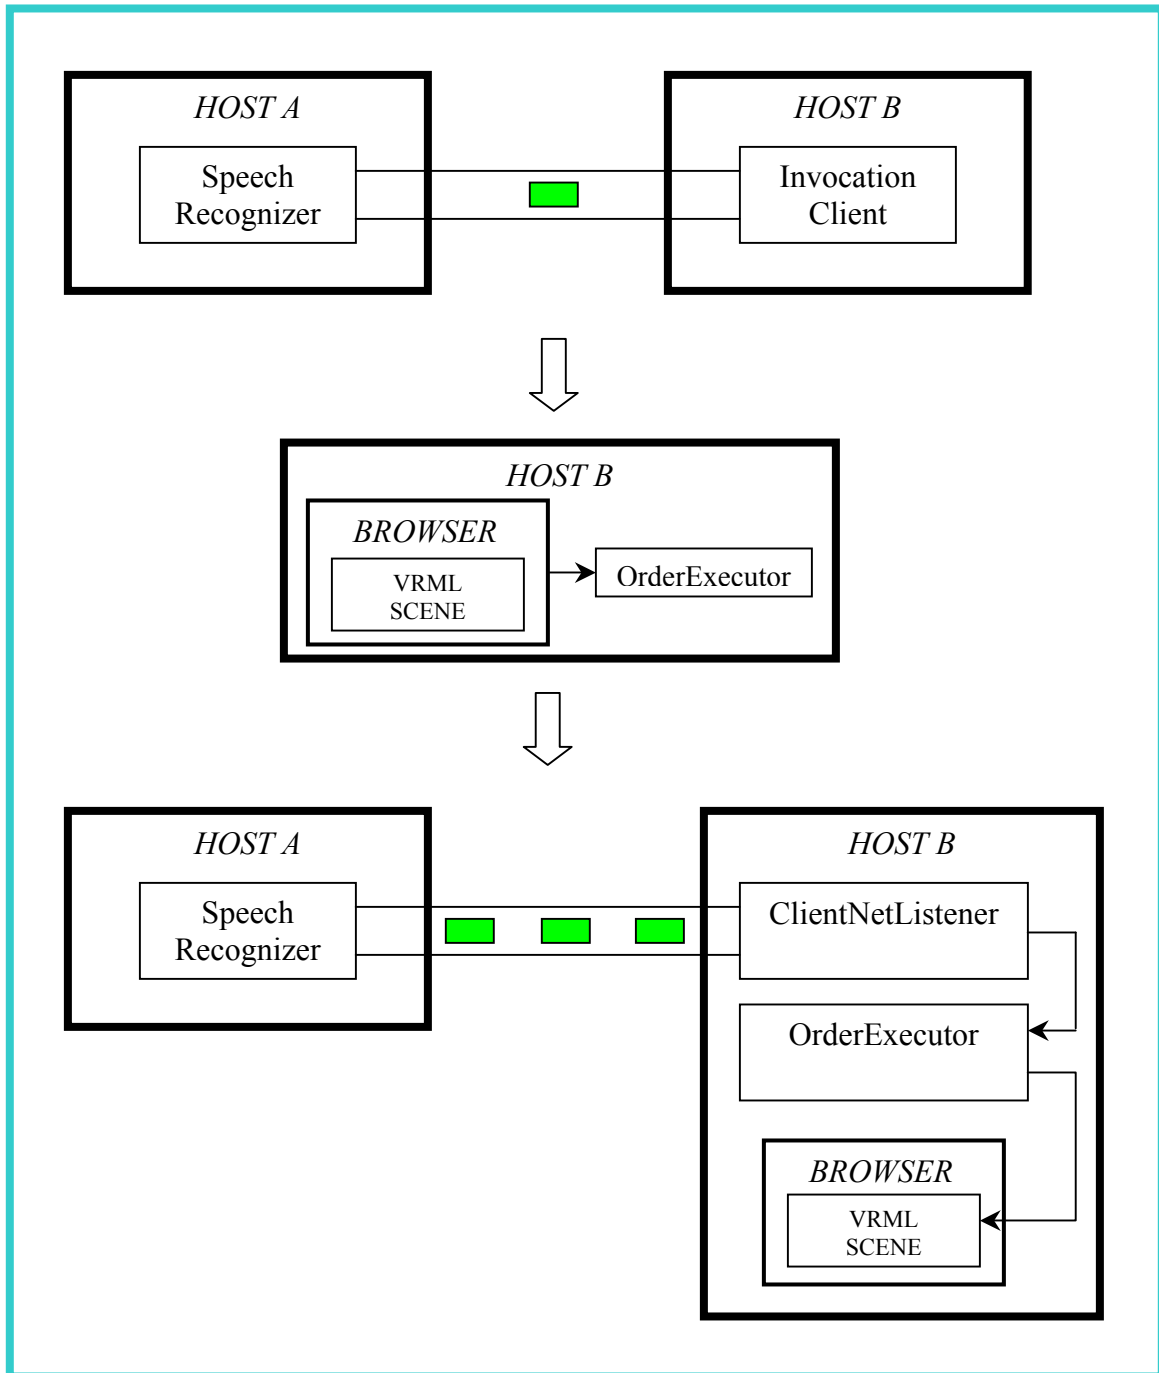 HOST A
Speech
Recognizer
HOST B
Invocation
Client
HOST B
BROWSER
VRML
SCENE
OrderExecutor
HOST A
Speech
Recognizer
HOST B
ClientNetListener
OrderExecutor
BROWSER
VRML
SCENE